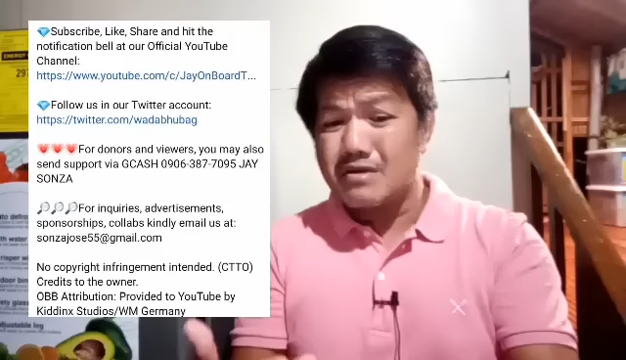 💎Subscribe, Like, Share and hit the
notification bell at our Official YouTube
Channel:
https://www.youtube.com/c/JayOnBoardT...
💎Follow us in our Twitter account:
https://twitter.com/wadabhubag
❤️❤️❤️For donors and viewers, you may also
send support via GCASH 0906-387-7095 JAY
SONZA
🔎🔎🔎For inquiries, advertisements,
sponsorships, collabs kindly email us at:
sonzajose55@gmail.com
No copyright infringement intended. (CTTO)
Credits to the owner.
OBB Attribution: Provided to YouTube by
Kiddinx Studios/WM Germany
ENERGY